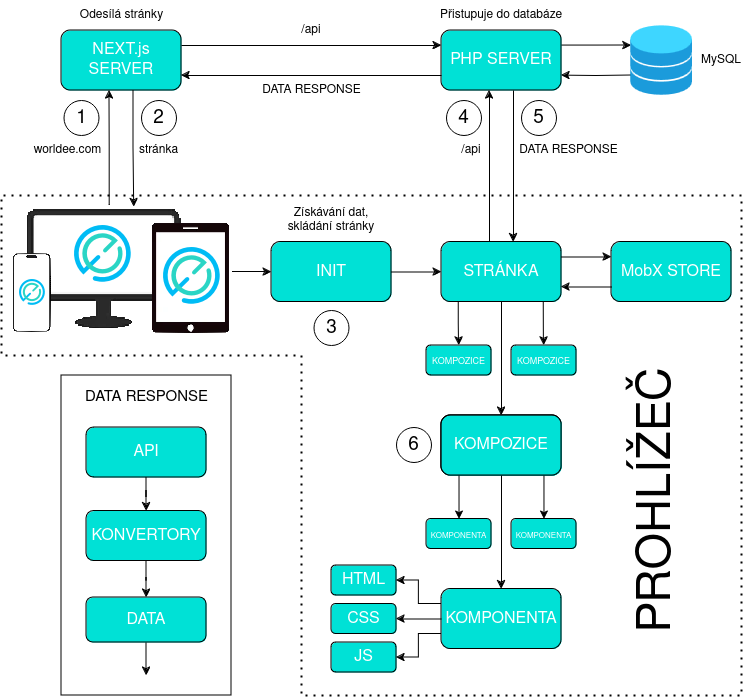 Odesílá stránky
Přistupuje do databáze
/api
NEXT.js
SERVER
PHP SERVER
MySQL
DATA RESPONSE
1
2
4
5
worldee.com
stránka
/api
DATA RESPONSE
Získávání dat,
skládání stránky
INIT
STRÁNKA
MobX STORE
3
KOMPOZICE
KOMPOZICE
DATA RESPONSE
API
KONVERTORY
DATA
6
KOMPOZICE
KOMPONENTA
KOMPONENTA
HTML
CSS
JS
KOMPONENTA
PROHLÍŽEČ